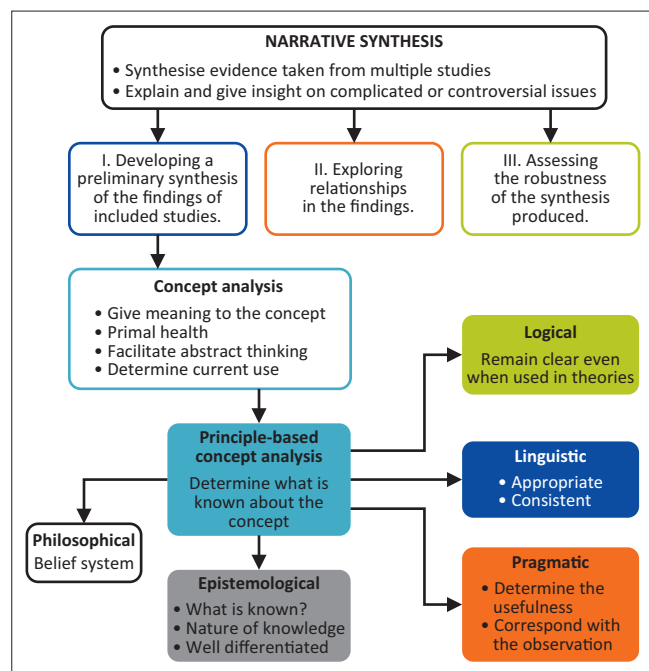 NARRATIVE SYNTHESIS
• Synthesise evidence taken from multiple studies
• Explain and give insight on complicated or controversial issues
I. Developing a
preliminary synthesis
of the findings of
included studies.
II. Exploring
relationships
in the findings.
III. Assessing
the robustness
of the synthesis
produced.
Concept analysis
• Give meaning to the concept
• Primal health
• Facilitate abstract thinking
• Determine current use
Logical
Remain clear even
when used in theories
Principle-based
concept analysis
Determine what is
known about the
concept
Linguistic
• Appropriate
• Consistent
Philosophical
Belief system
Epistemological
• What is known?
• Nature of knowledge
• Well differentiated
Pragmatic
• Determine the
usefulness
• Correspond with
the observation